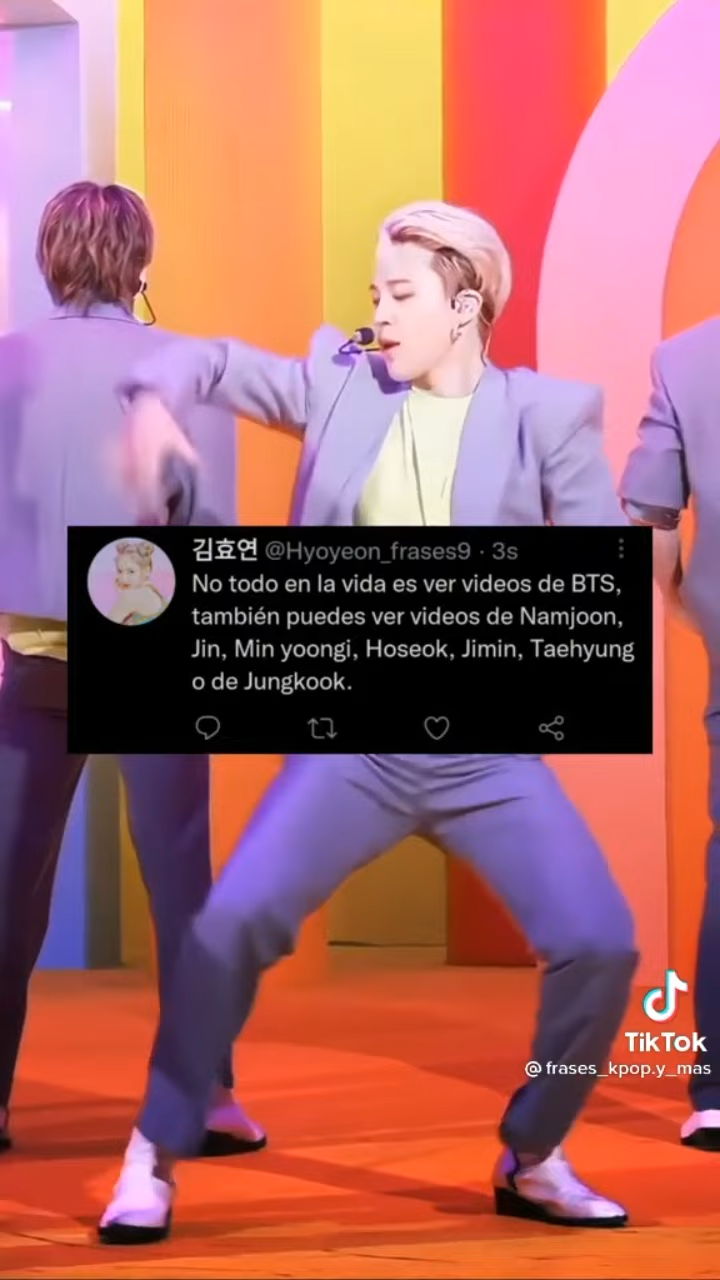 김효연 @Hyoyeon_frases9 · 3s
No todo en la vida es ver videos de BTS,
también puedes ver videos de Namjoon,
Jin, Min yoongi, Hoseok, Jimin, Taehyung
o de Jungkook.
TikTok
@frases_kpop.y_mas